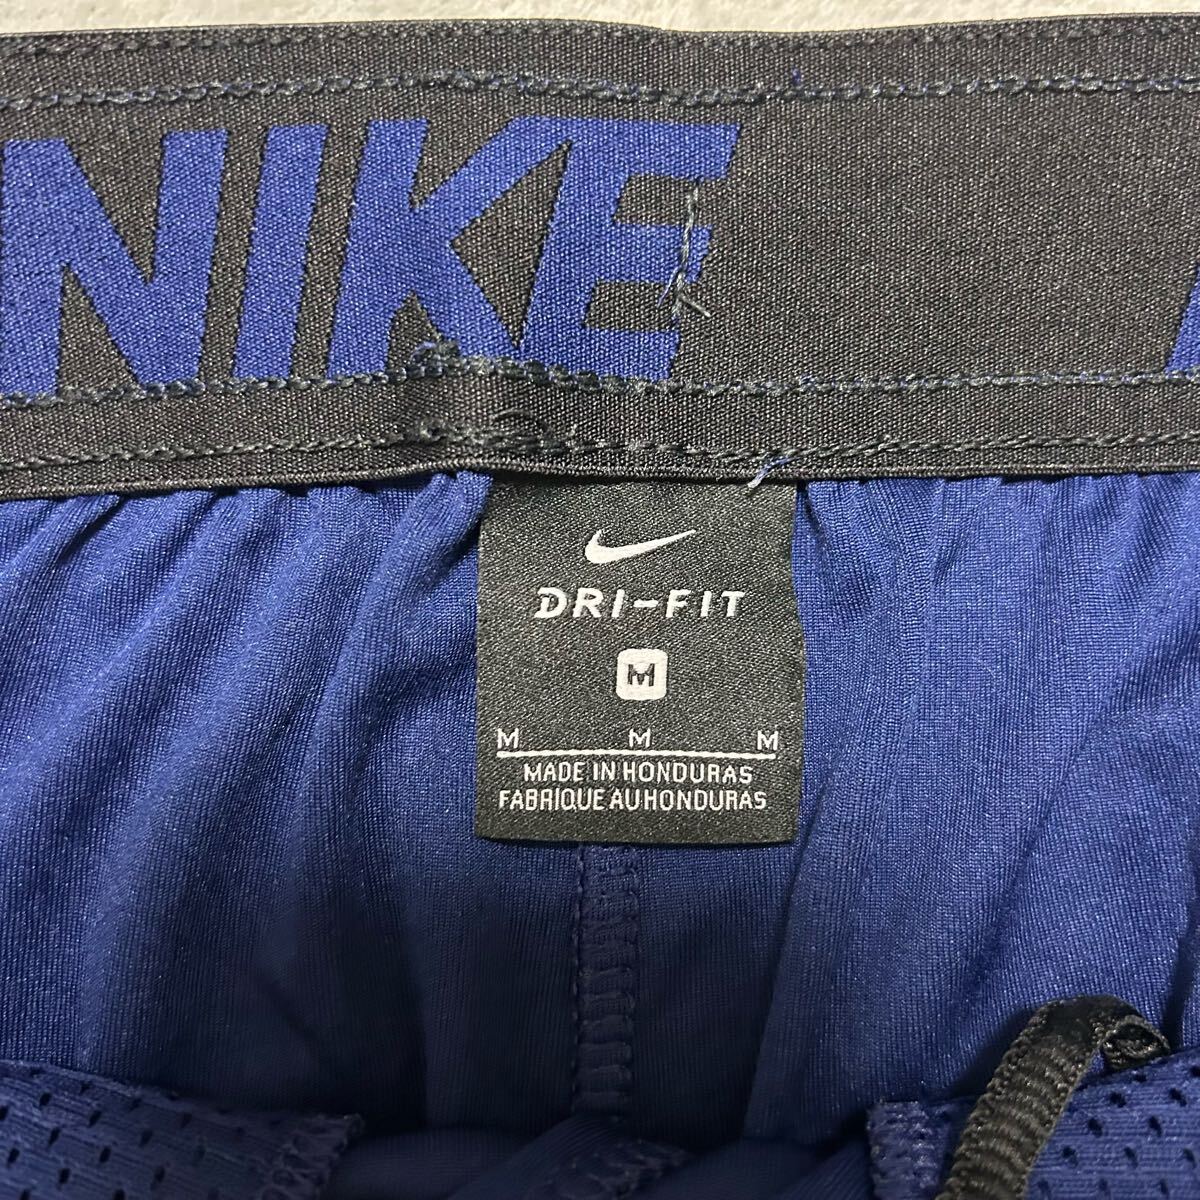 NIKE
DRI-FIT
M
M M M
MADE IN HONDURAS
FABRIQUE AU HONDURAS